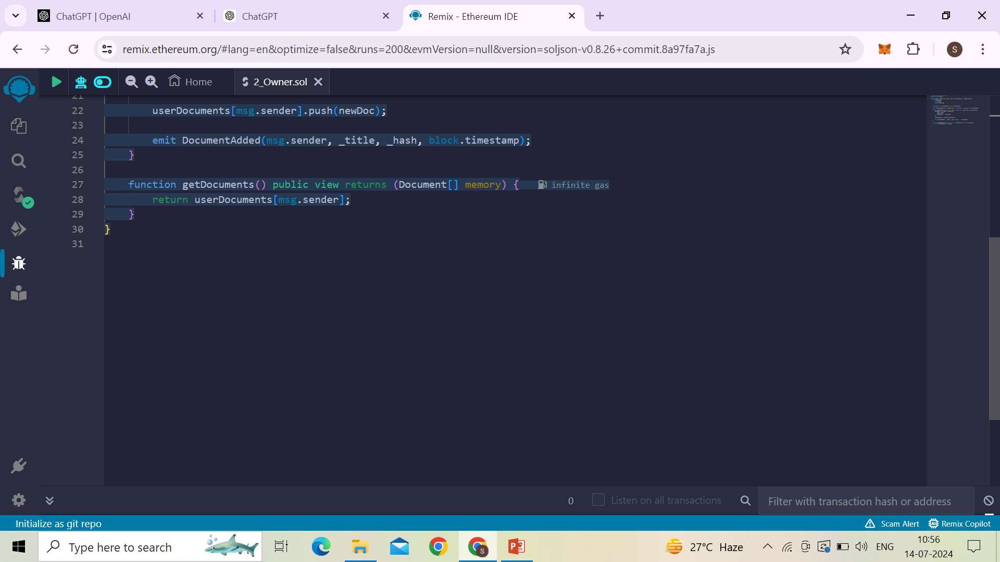 ChatGPT | OpenAI
ChatGPT
Remix - Ethereum IDE
remix.ethereum.org/#lang=en&optimize=false&runs=200&evmVersion=null&version=soljson-v0.8.26+commit.8a97fa7a.js
S
Home
2_Owner.sol
21
22 userDocuments[msg.sender].push(newDoc);
23
24 emit DocumentAdded(msg.sender, _title, _hash, block.timestamp);
25 }
26
27 function getDocuments() public view returns (Document[] memory) { infinite gas
28 return userDocuments[msg.sender];
29 }
30 }
31
0
Listen on all transactions
Filter with transaction hash or address
Initialize as git repo
Scam Alert
AI Remix Copilot
Type here to search
S
P
27°C Haze
ENG
10:56
14-07-2024